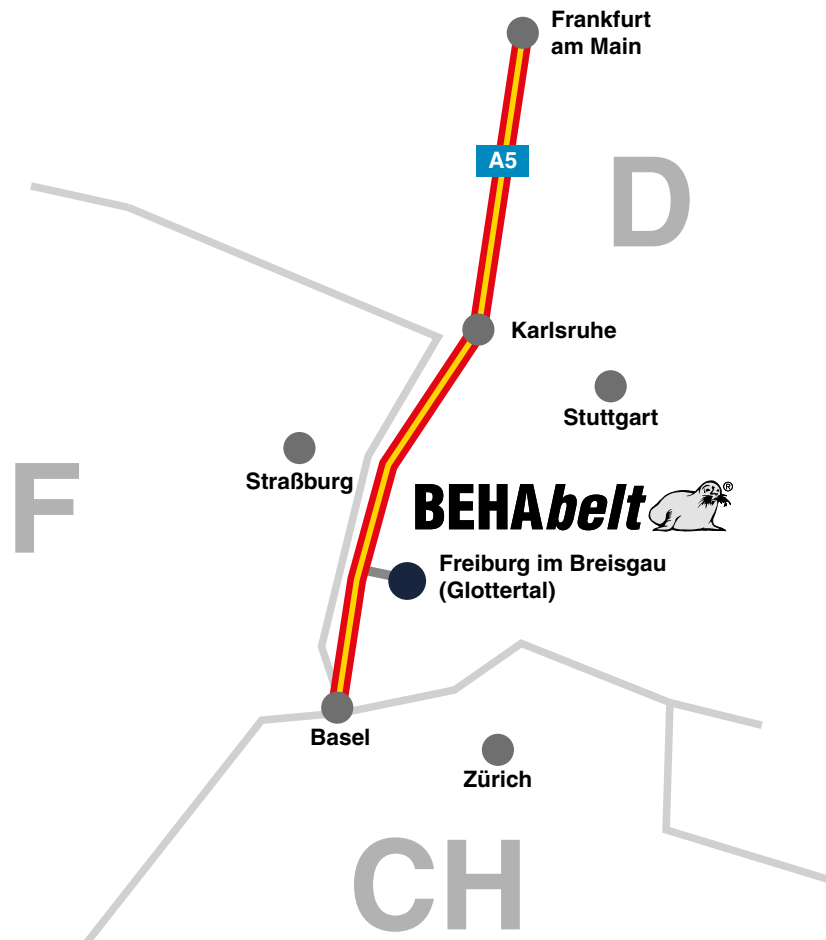 Frankfurt
am Main
A5
D
Karlsruhe
Stuttgart
Straßburg
F
BEHAbelt®
Freiburg im Breisgau
(Glottertal)
Basel
Zürich
CH